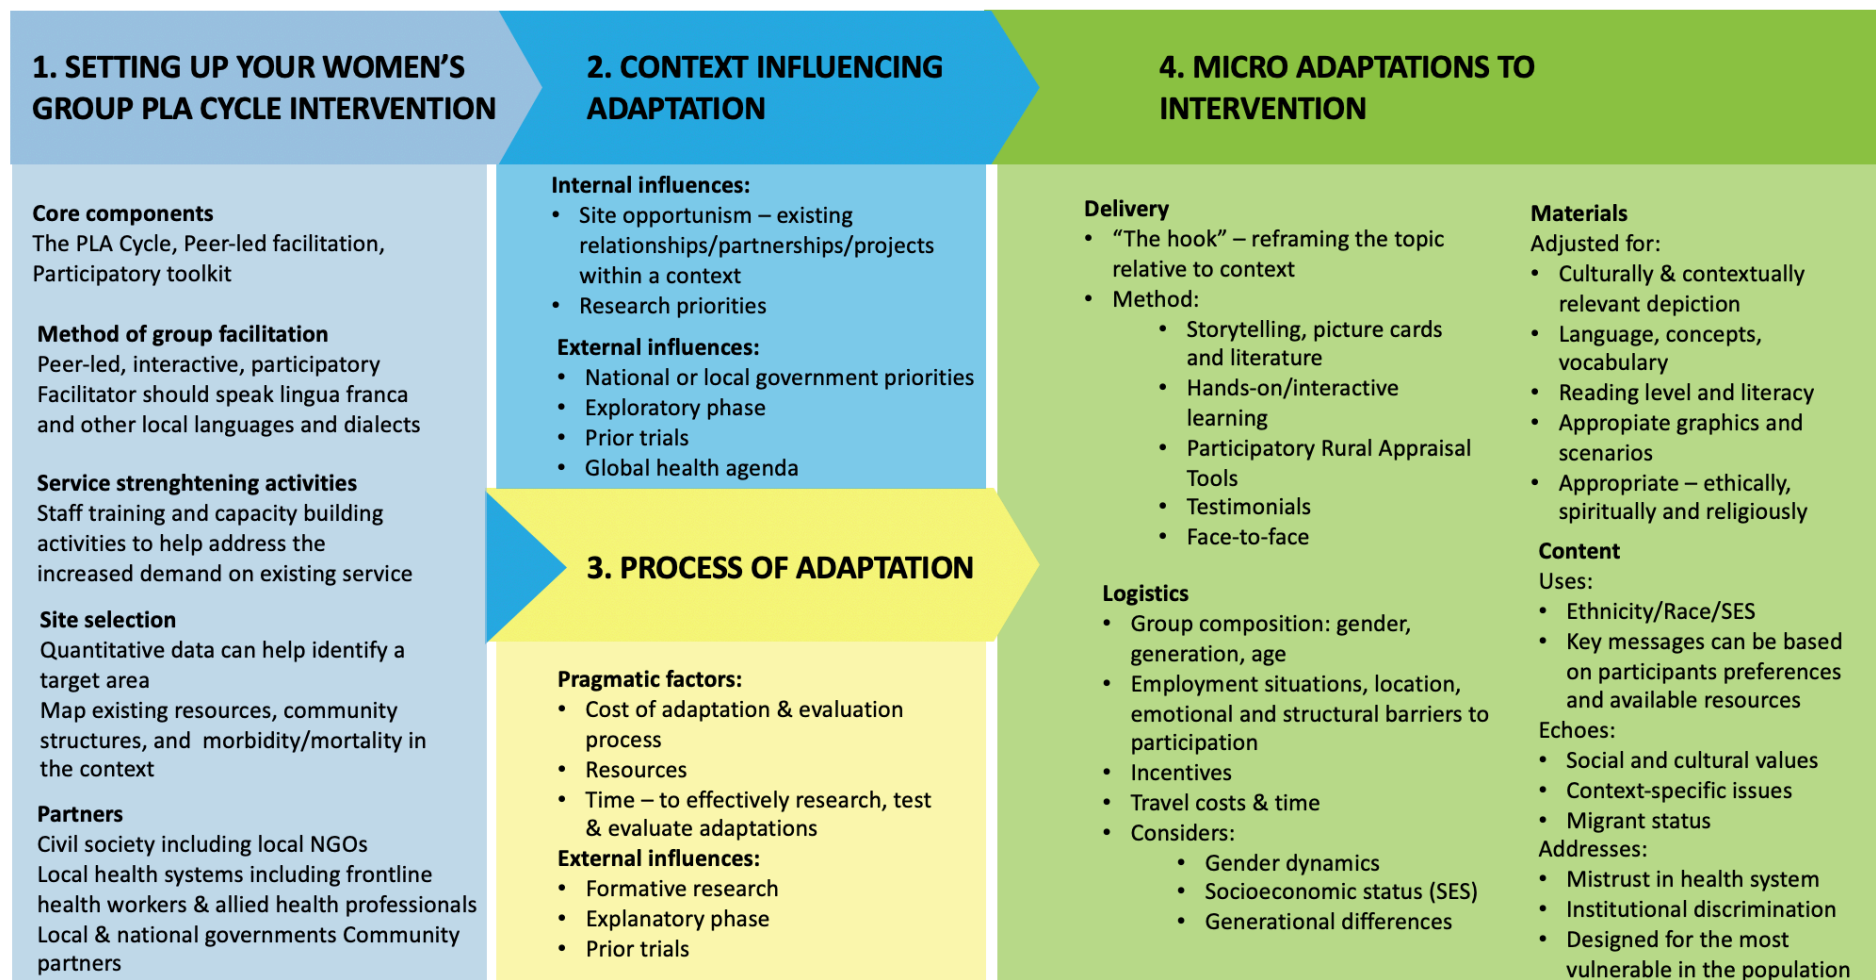 1. SETTING UP YOUR WOMEN’S
GROUP PLA CYCLE INTERVENTION
Core components
The PLA Cycle, Peer-led facilitation,
Participatory toolkit
Method of group facilitation
Peer-led, interactive, participatory
Facilitator should speak lingua franca
and other local languages and dialects
Service strenghtening activities
Staff training and capacity building
activities to help address the
increased demand on existing service
Site selection
Quantitative data can help identify a
target area
Map existing resources, community
structures, and morbidity/mortality in
the context
Partners
Civil society including local NGOs
Local health systems including frontline
health workers & allied health professionals
Local & national governments Community
partners
2. CONTEXT INFLUENCING
ADAPTATION
Internal influences:
• Site opportunism – existing
relationships/partnerships/projects
within a context
• Research priorities
External influences:
• National or local government priorities
• Exploratory phase
• Prior trials
• Global health agenda
3. PROCESS OF ADAPTATION
Pragmatic factors:
• Cost of adaptation & evaluation
process
• Resources
• Time – to effectively research, test
& evaluate adaptations
External influences:
• Formative research
• Explanatory phase
• Prior trials
4. MICRO ADAPTATIONS TO
INTERVENTION
Delivery
• “The hook” – reframing the topic
relative to context
• Method:
• Storytelling, picture cards
and literature
• Hands-on/interactive
learning
• Participatory Rural Appraisal
Tools
• Testimonials
• Face-to-face
Logistics
• Group composition: gender,
generation, age
• Employment situations, location,
emotional and structural barriers to
participation
• Incentives
• Travel costs & time
• Considers:
• Gender dynamics
• Socioeconomic status (SES)
• Generational differences
Materials
Adjusted for:
• Culturally & contextually
relevant depiction
• Language, concepts,
vocabulary
• Reading level and literacy
• Appropiate graphics and
scenarios
• Appropriate – ethically,
spiritually and religiously
Content
Uses:
• Ethnicity/Race/SES
• Key messages can be based
on participants preferences
and available resources
Echoes:
• Social and cultural values
• Context-specific issues
• Migrant status
Addresses:
• Mistrust in health system
• Institutional discrimination
• Designed for the most
vulnerable in the population